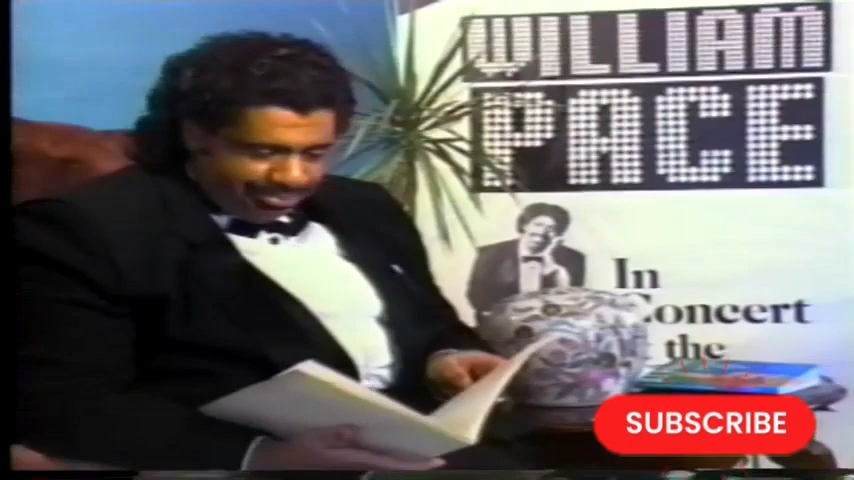 WILLIAM
PACE
In
Concert
the
SUBSCRIBE